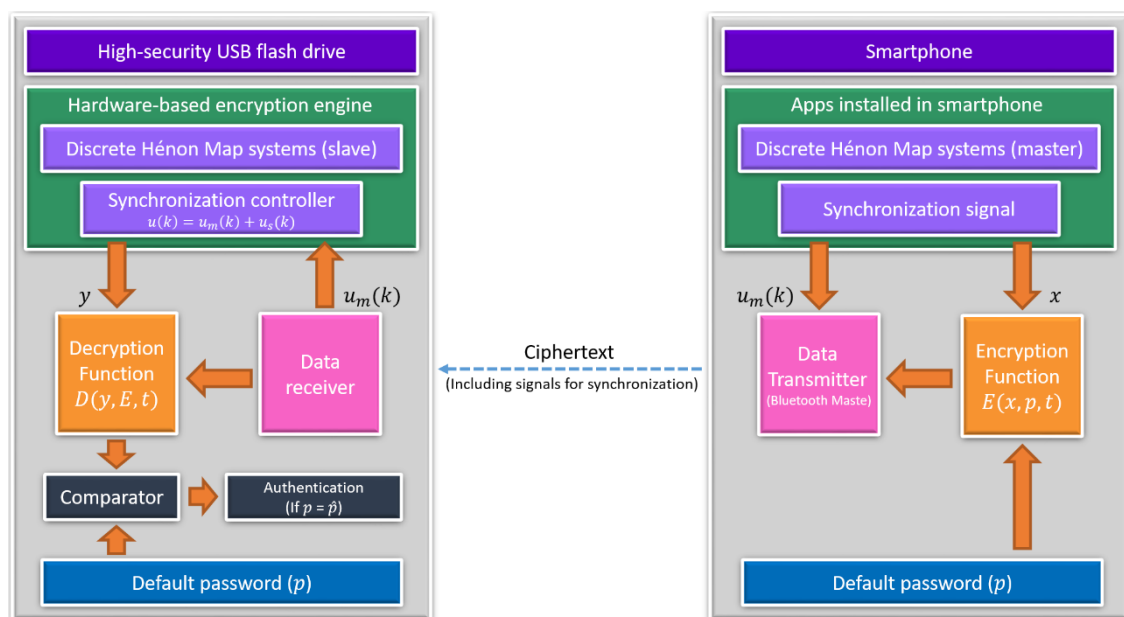 High-security USB flash drive
Hardware-based encryption engine
Discrete Hénon Map systems (slave)
Synchronization controller
u(k) = u_m(k) + u_s(k)
y
u_m(k)
Decryption
Function
D(y, E, t)
Data
receiver
Comparator
Authentication
(If p = p̂)
Default password (p)
Ciphertext
(Including signals for synchronization)
Smartphone
Apps installed in smartphone
Discrete Hénon Map systems (master)
Synchronization signal
u_m(k)
x
Data
Transmitter
(Bluetooth Maste)
Encryption
Function
E(x, p, t)
Default password (p)